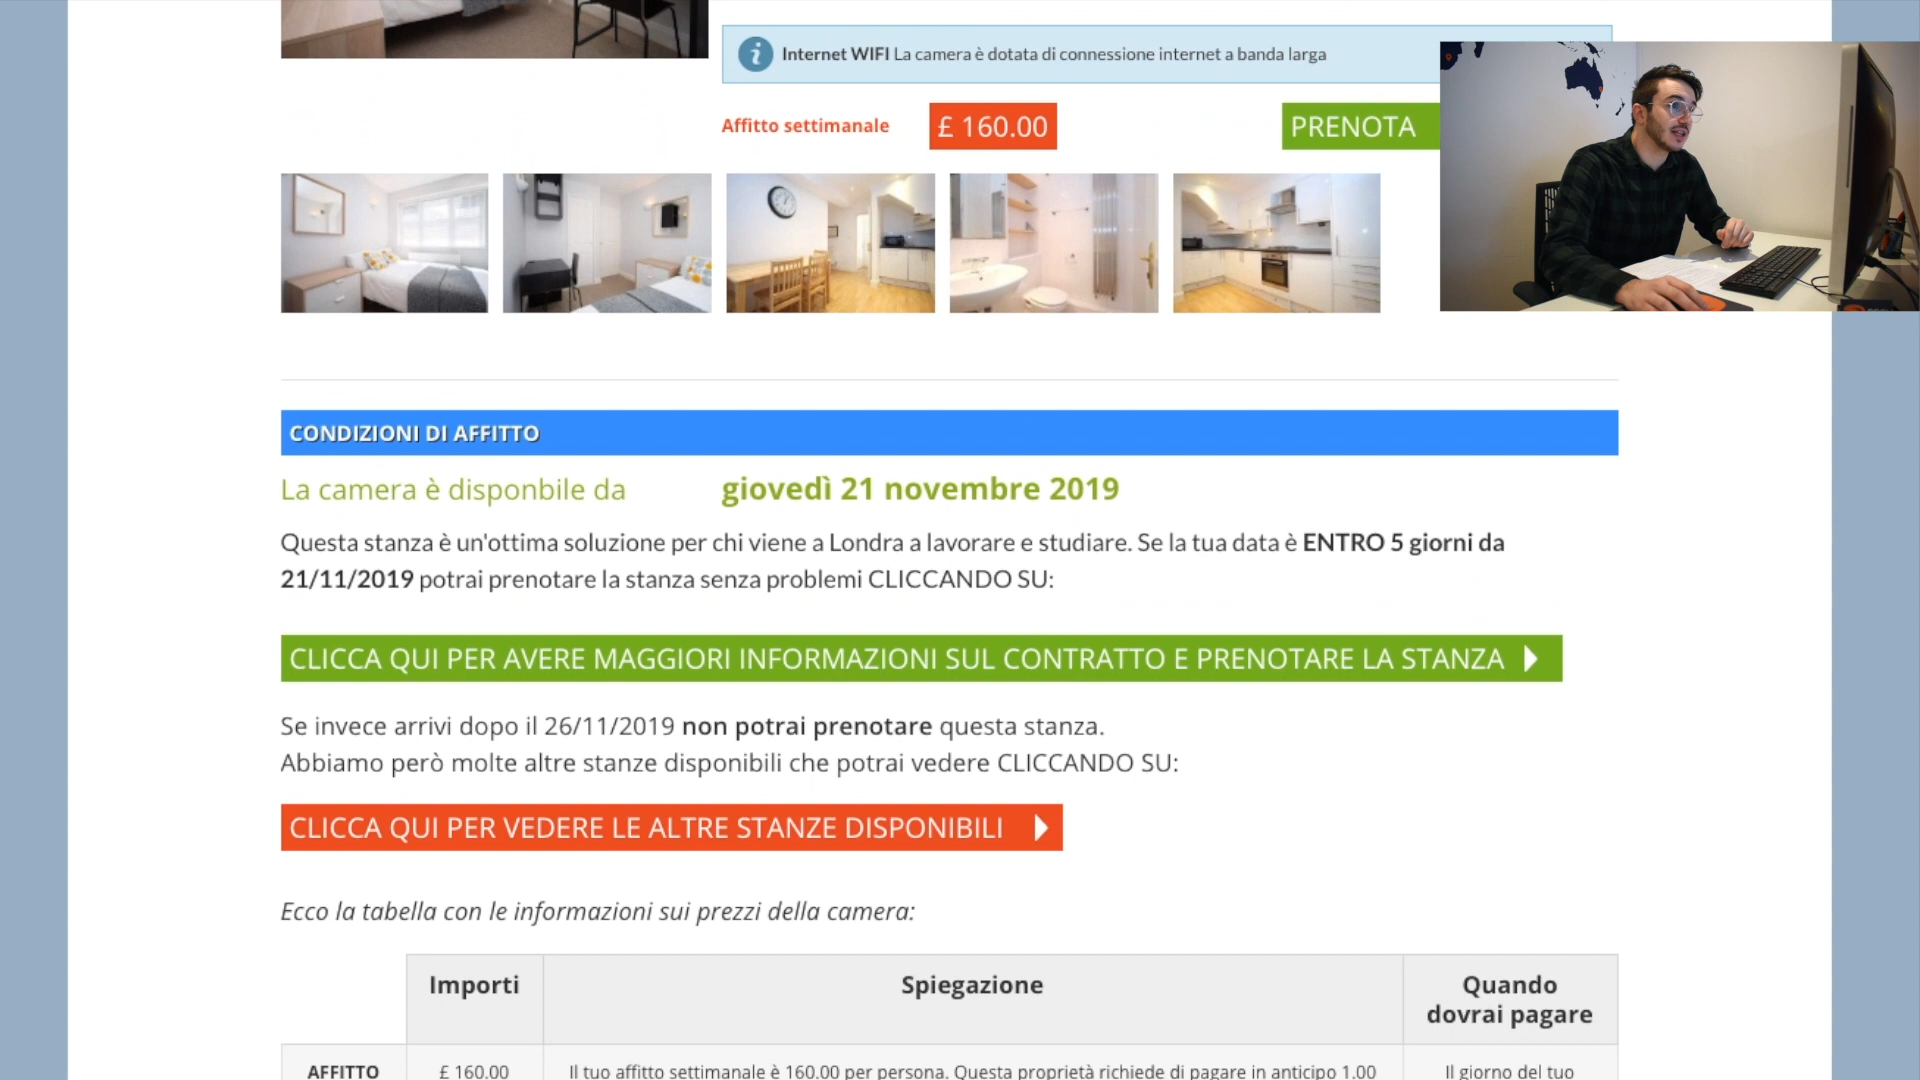 Internet WIFI La camera è dotata di connessione internet a banda larga
Affitto settimanale £ 160.00 PRENOTA
CONDIZIONI DI AFFITTO
La camera è disponbile da giovedì 21 novembre 2019
Questa stanza è un'ottima soluzione per chi viene a Londra a lavorare e studiare. Se la tua data è ENTRO 5 giorni da
21/11/2019 potrai prenotare la stanza senza problemi CLICCANDO SU:
CLICCA QUI PER AVERE MAGGIORI INFORMAZIONI SUL CONTRATTO E PRENOTARE LA STANZA
Se invece arrivi dopo il 26/11/2019 non potrai prenotare questa stanza.
Abbiamo però molte altre stanze disponibili che potrai vedere CLICCANDO SU:
CLICCA QUI PER VEDERE LE ALTRE STANZE DISPONIBILI
Ecco la tabella con le informazioni sui prezzi della camera:
Importi Spiegazione Quando
dovrai pagare
AFFITTO £ 160.00 Il tuo affitto settimanale è 160.00 per persona. Questa proprietà richiede di pagare in anticipo 1.00 Il giorno del tuo